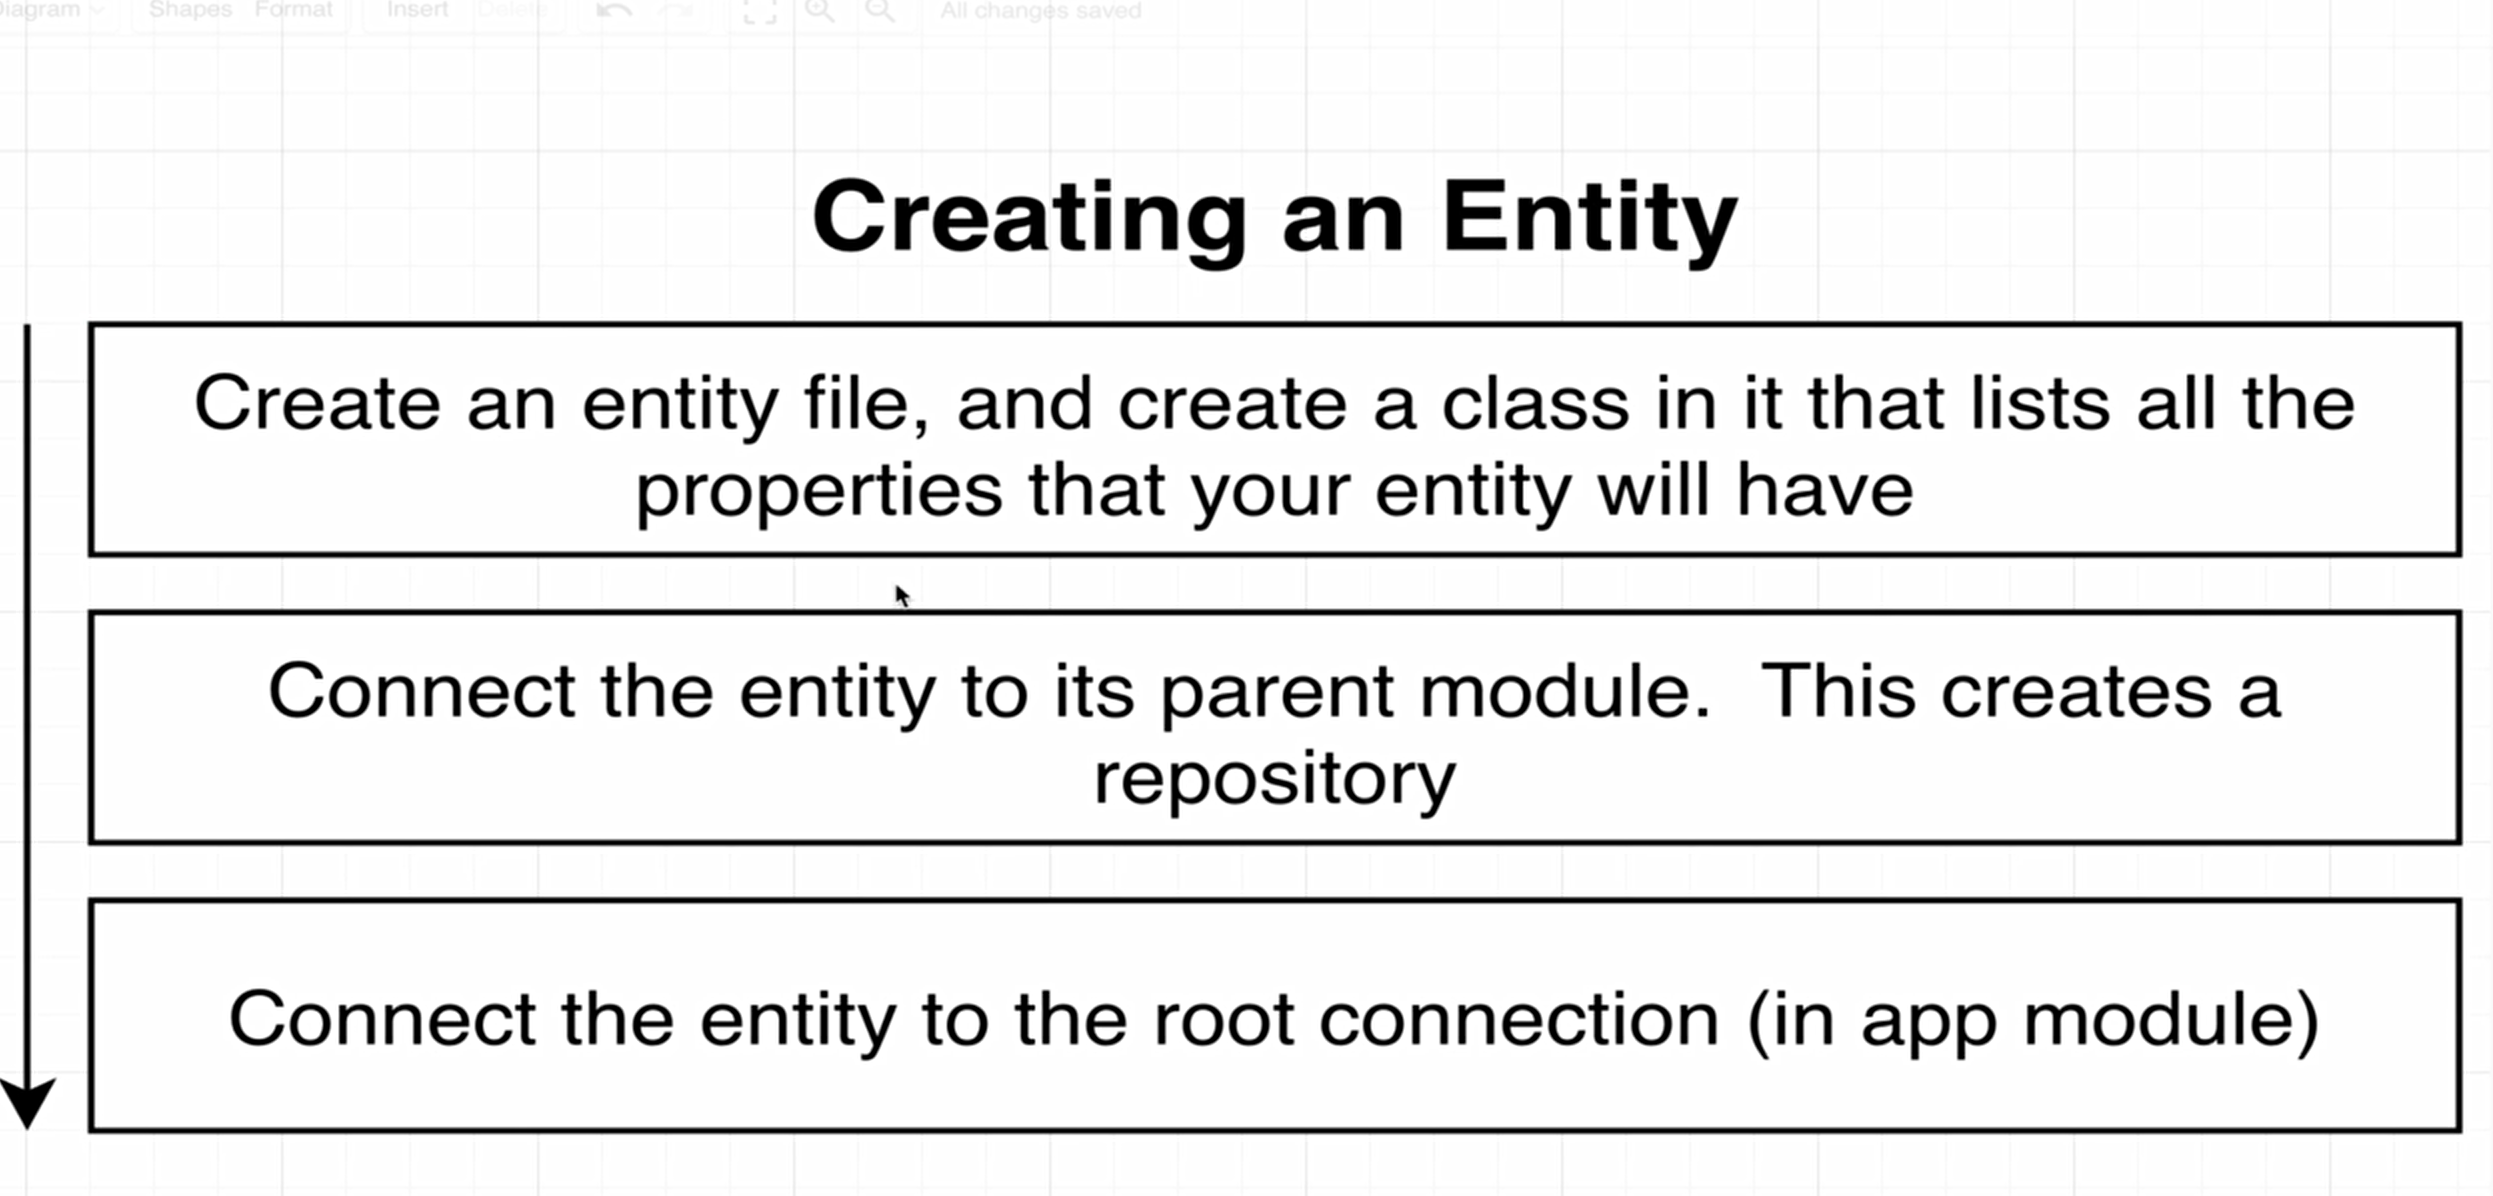 Diagram Shapes Format Insert Delete All changes saved
Creating an Entity
Create an entity file, and create a class in it that lists all the
properties that your entity will have
Connect the entity to its parent module.  This creates a
repository
Connect the entity to the root connection (in app module)